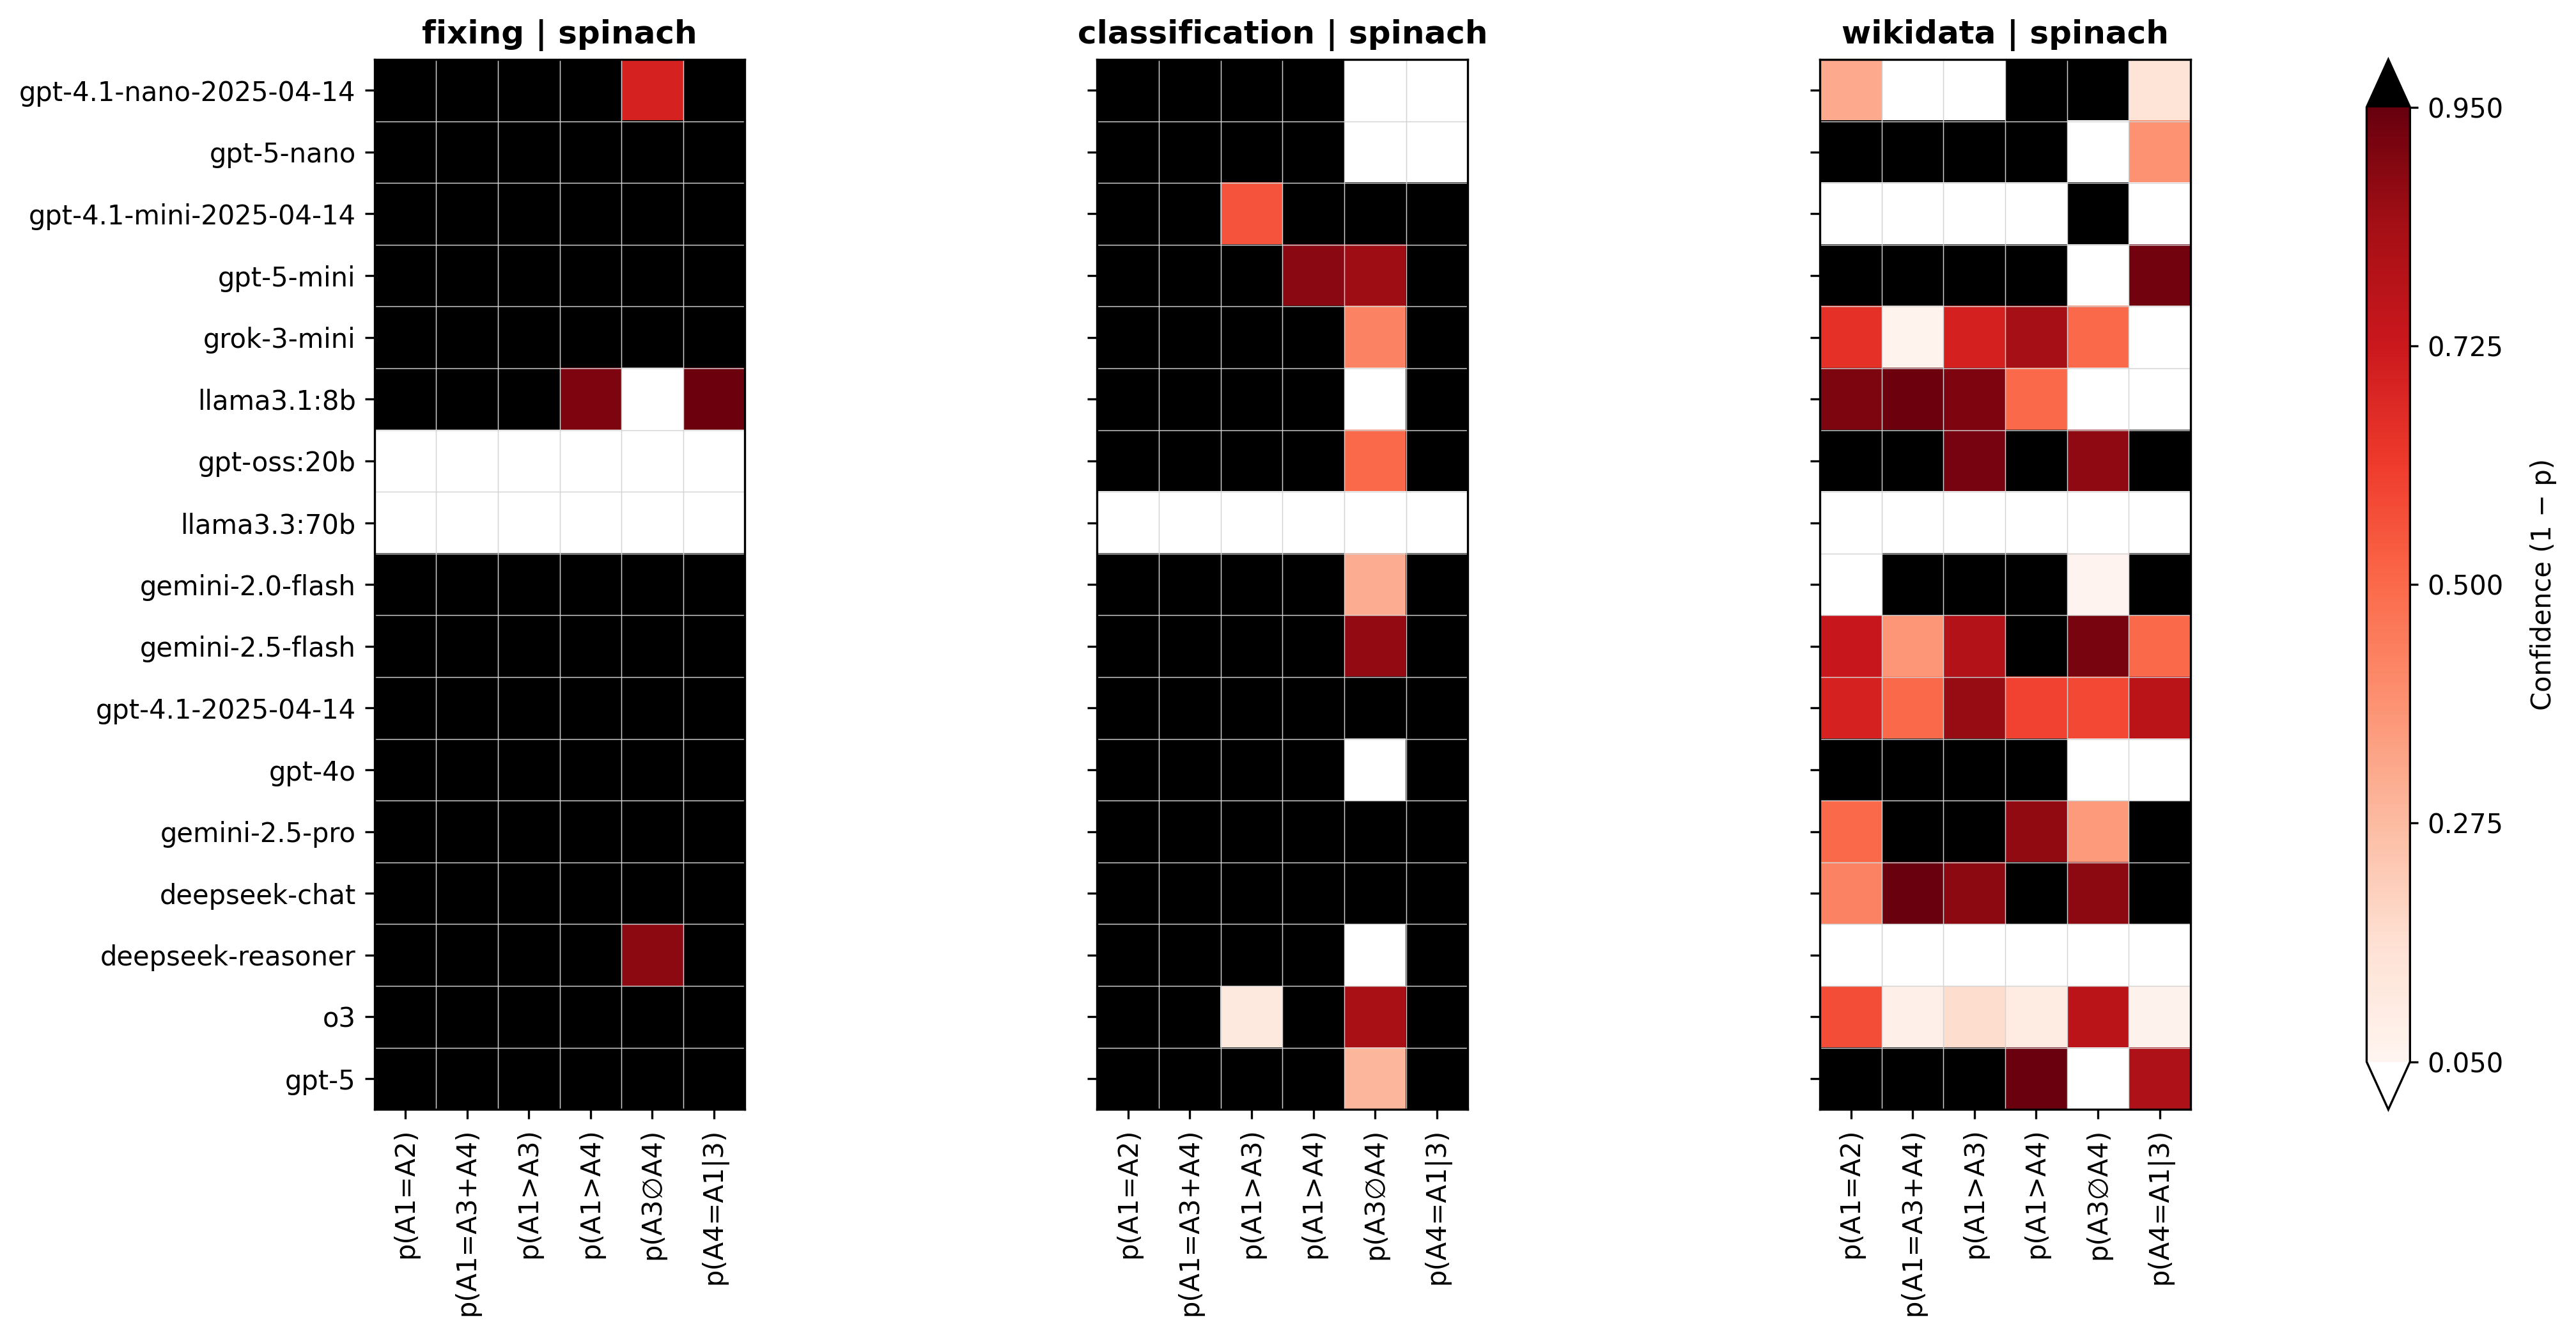 fixing | spinach
classification | spinach
wikidata | spinach
gpt-4.1-nano-2025-04-14
gpt-5-nano
gpt-4.1-mini-2025-04-14
gpt-5-mini
grok-3-mini
llama3.1:8b
gpt-oss:20b
llama3.3:70b
gemini-2.0-flash
gemini-2.5-flash
gpt-4.1-2025-04-14
gpt-4o
gemini-2.5-pro
deepseek-chat
deepseek-reasoner
o3
gpt-5
p(A1=A2)
p(A1=A3+A4)
p(A1>A3)
p(A1>A4)
p(A3∅A4)
p(A4=A1|3)
p(A1=A2)
p(A1=A3+A4)
p(A1>A3)
p(A1>A4)
p(A3∅A4)
p(A4=A1|3)
p(A1=A2)
p(A1=A3+A4)
p(A1>A3)
p(A1>A4)
p(A3∅A4)
p(A4=A1|3)
0.950
0.725
0.500
0.275
0.050
Confidence (1 − p)